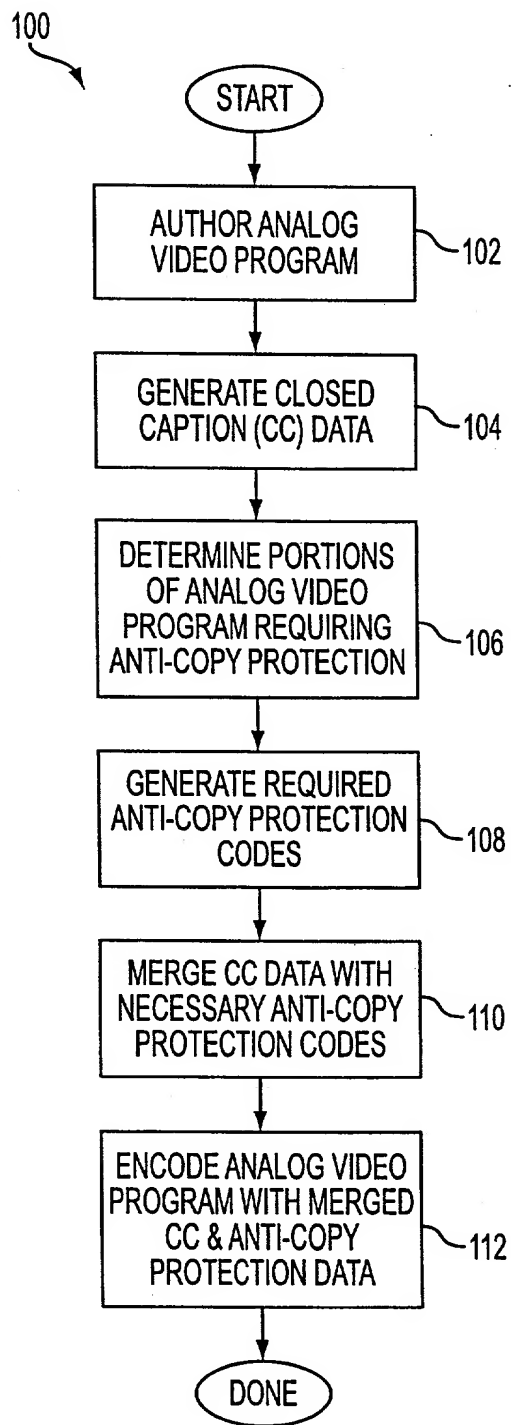 100
START
AUTHOR ANALOG
VIDEO PROGRAM
102
GENERATE CLOSED
CAPTION (CC) DATA
104
DETERMINE PORTIONS
OF ANALOG VIDEO
PROGRAM REQUIRING
ANTI-COPY PROTECTION
106
GENERATE REQUIRED
ANTI-COPY PROTECTION
CODES
108
MERGE CC DATA WITH
NECESSARY ANTI-COPY
PROTECTION CODES
110
ENCODE ANALOG VIDEO
PROGRAM WITH MERGED
CC & ANTI-COPY
PROTECTION DATA
112
DONE